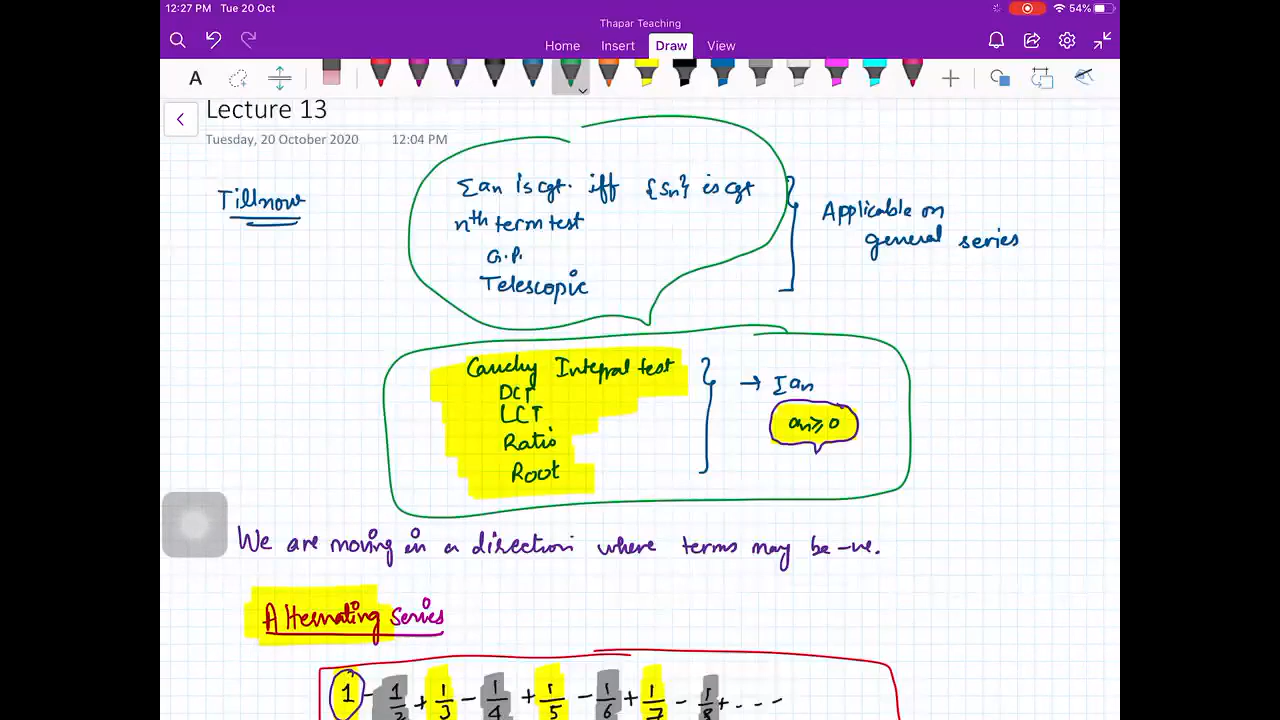 12:27 PM Tue 20 Oct
54%
Thapar Teaching
Home Insert Draw View
A
Lecture 13
Tuesday, 20 October 2020 12:04 PM
Till now
Σan is cgt. iff {Sn} is cgt
nth term test
G.P.
Telescopic
Applicable on
general series
Cauchy Integral test
DCT
LCT
Ratio
Root
→ Σan
an ≥ 0
We are moving in a direction where terms may be -ve.
Alternating Series
1 - 1/2 + 1/3 - 1/4 + 1/5 - 1/6 + 1/7 - 1/8 + ----